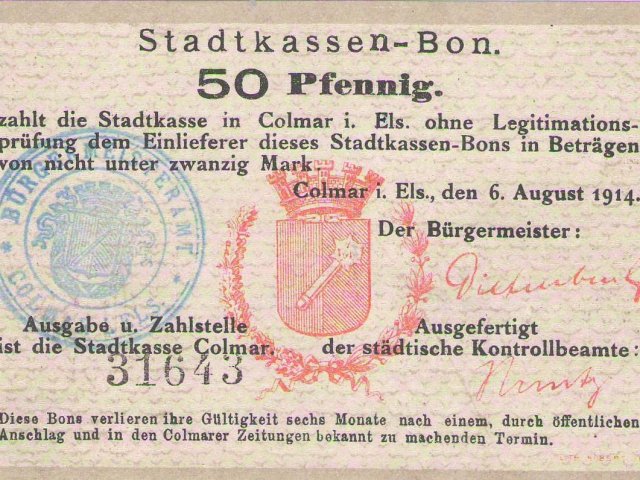 Stadtkassen-Bon.
50 Pfennig.
zahlt die Stadtkasse in Colmar i. Els. ohne Legitimations-
prüfung dem Einlieferer dieses Stadtkassen-Bons in Beträgen
von nicht unter zwanzig Mark.
Colmar i. Els., den 6. August 1914.
Der Bürgermeister:
BÜRGERMEISTERAMT
COLMAR i. ELS.
Ausgabe u. Zahlstelle
ist die Stadtkasse Colmar.
Ausgefertigt
der städtische Kontrollbeamte:
31643
Diese Bons verlieren ihre Gültigkeit sechs Monate nach einem, durch öffentlichen
Anschlag und in den Colmarer Zeitungen bekannt zu machenden Termin.